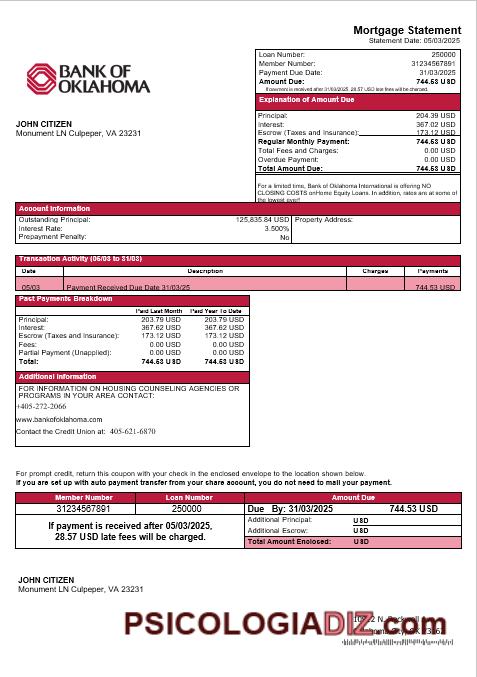 Mortgage Statement
Statement Date: 05/03/2025
BANK OF
OKLAHOMA
Loan Number: 250000
Member Number: 31234567891
Payment Due Date: 31/03/2025
Amount Due: 744.53 USD
If payment is received after 31/03/2025, 28.57 USD late fees will be charged.
Explanation of Amount Due
Principal: 204.39 USD
Interest: 367.02 USD
Escrow (Taxes and Insurance): 173.12 USD
Regular Monthly Payment: 744.53 USD
Total Fees and Charges: 0.00 USD
Overdue Payment: 0.00 USD
Total Amount Due: 744.53 USD
JOHN CITIZEN
Monument LN Culpeper, VA 23231
For a limited time, Bank of Oklahoma International is offering NO
CLOSING COSTS onHome Equity Loans. In addition, rates are at some of
the lowest ever!
Account Information
Outstanding Principal: 125,835.84 USD Property Address:
Interest Rate: 3.500%
Prepayment Penalty: No
Transaction Activity (05/03 to 31/03)
Date Description Charges Payments
05/03 Payment Received Due Date 31/03/25 744.53 USD
Past Payments Breakdown
Paid Last Month Paid Year To Date
Principal: 203.79 USD 203.79 USD
Interest: 367.62 USD 367.62 USD
Escrow (Taxes and Insurance): 173.12 USD 173.12 USD
Fees: 0.00 USD 0.00 USD
Partial Payment (Unapplied): 0.00 USD 0.00 USD
Total: 744.53 USD 744.53 USD
Additional Information
FOR INFORMATION ON HOUSING COUNSELING AGENCIES OR
PROGRAMS IN YOUR AREA CONTACT:
+405-272-2066
www.bankofoklahoma.com
Contact the Credit Union at: 405-621-6870
For prompt credit, return this coupon with your check in the enclosed envelope to the location shown below.
If you are set up with auto payment transfer from your share account, you do not need to mail your payment.
Member Number Loan Number Amount Due
31234567891 250000 Due By: 31/03/2025 744.53 USD
If payment is received after 05/03/2025,
28.57 USD late fees will be charged.
Additional Principal: USD
Additional Escrow: USD
Total Amount Enclosed: USD
JOHN CITIZEN
Monument LN Culpeper, VA 23231
PSICOLOGIADIZ.com